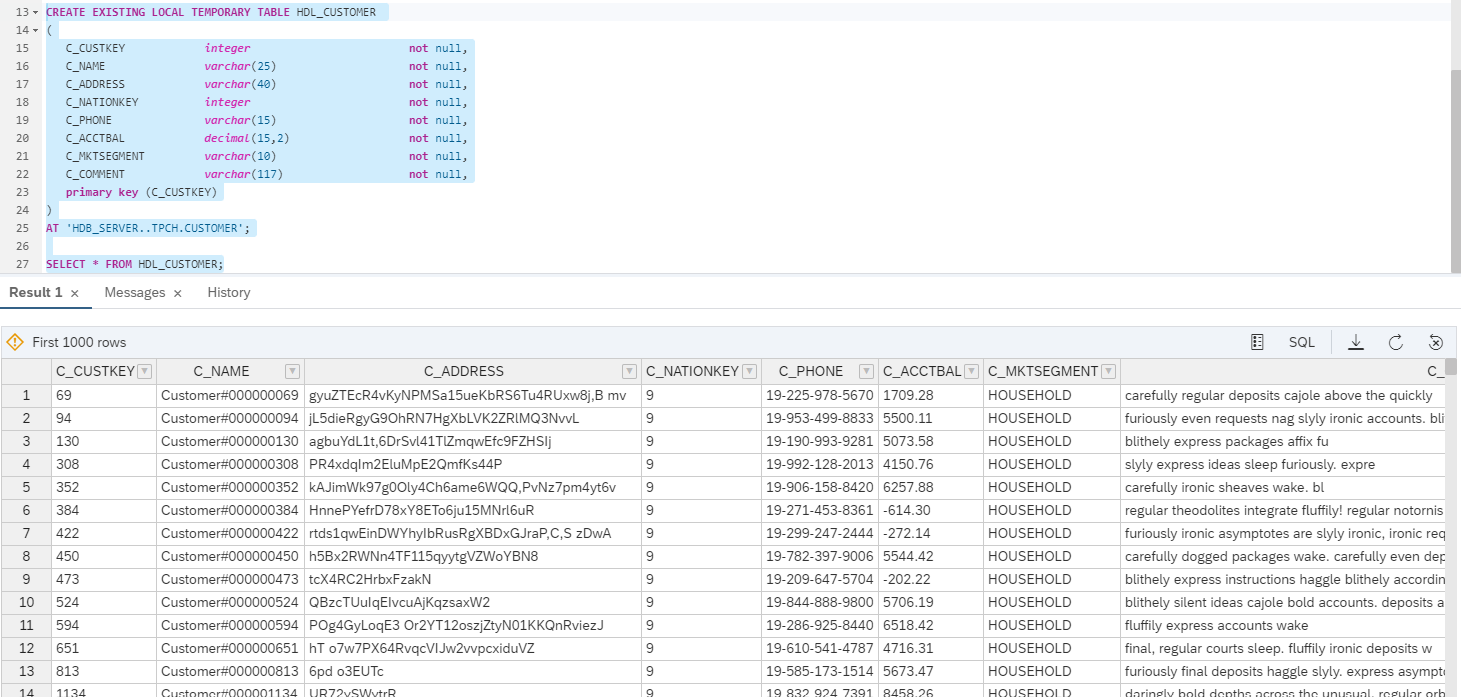 13 CREATE EXISTING LOCAL TEMPORARY TABLE HDL_CUSTOMER
14 (
15 C_CUSTKEY integer not null,
16 C_NAME varchar(25) not null,
17 C_ADDRESS varchar(40) not null,
18 C_NATIONKEY integer not null,
19 C_PHONE varchar(15) not null,
20 C_ACCTBAL decimal(15,2) not null,
21 C_MKTSEGMENT varchar(10) not null,
22 C_COMMENT varchar(117) not null,
23 primary key (C_CUSTKEY)
24 )
25 AT 'HDB_SERVER..TPCH.CUSTOMER';
26
27 SELECT * FROM HDL_CUSTOMER;
Result 1 × Messages × History
First 1000 rows SQL
C_CUSTKEY C_NAME C_ADDRESS C_NATIONKEY C_PHONE C_ACCTBAL C_MKTSEGMENT C_
1 69 Customer#000000069 gyuZTEcR4vKyNPMSa15ueKbRS6Tu4RUxw8j,B mv 9 19-225-978-5670 1709.28 HOUSEHOLD carefully regular deposits cajole above the quickly
2 94 Customer#000000094 jL5dieRgyG9OhRN7HgXbLVK2ZRlMQ3NvvL 9 19-953-499-8833 5500.11 HOUSEHOLD furiously even requests nag slyly ironic accounts. bli
3 130 Customer#000000130 agbuYdL1t,6DrSvl41TlZmqwEfc9FZHSIj 9 19-190-993-9281 5073.58 HOUSEHOLD blithely express packages affix fu
4 308 Customer#000000308 PR4xdqIm2EluMpE2QmfKs44P 9 19-992-128-2013 4150.76 HOUSEHOLD slyly express ideas sleep furiously. expre
5 352 Customer#000000352 kAJimWk97g0Oly4Ch6ame6WQQ,PvNz7pm4yt6v 9 19-906-158-8420 6257.88 HOUSEHOLD carefully ironic sheaves wake. bl
6 384 Customer#000000384 HnnePYefrD78xY8ETo6ju15MNrl6uR 9 19-271-453-8361 -614.30 HOUSEHOLD regular theodolites integrate fluffily! regular notornis
7 422 Customer#000000422 rtds1qwEinDWYhyIbRusRgXBDxGJraP,C,S zDwA 9 19-299-247-2444 -272.14 HOUSEHOLD furiously ironic asymptotes are slyly ironic, ironic req
8 450 Customer#000000450 h5Bx2RWNn4TF115qyytgVZWoYBN8 9 19-782-397-9006 5544.42 HOUSEHOLD carefully dogged packages wake. carefully even dep
9 473 Customer#000000473 tcX4RC2HrbxFzakN 9 19-209-647-5704 -202.22 HOUSEHOLD blithely express instructions haggle blithely accordin
10 524 Customer#000000524 QBzcTUuIqEIvcuAjKqzsaxW2 9 19-844-888-9800 5706.19 HOUSEHOLD blithely silent ideas cajole bold accounts. deposits a
11 594 Customer#000000594 POg4GyLoqE3 Or2YT12oszjZtyN01KKQnRviezJ 9 19-286-925-8440 6518.42 HOUSEHOLD fluffily express accounts wake
12 651 Customer#000000651 hT o7w7PX64RvqcVIJw2vvpcxiduVZ 9 19-610-541-4787 4716.31 HOUSEHOLD final, regular courts sleep. fluffily ironic deposits w
13 813 Customer#000000813 6pd o3EUTc 9 19-585-173-1514 5673.47 HOUSEHOLD furiously final deposits haggle slyly. express asympt
14 1134 Customer#000001134 UR72vSWvtrR 9 19-832-924-7391 8458.26 HOUSEHOLD daringly bold depths across the unusual, regular orb